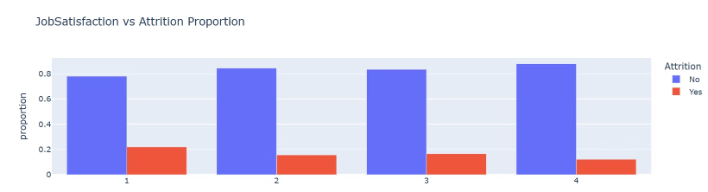 JobSatisfaction vs Attrition Proportion
Attrition
No
Yes
proportion
0.8
0.6
0.4
0.2
0
1
2
3
4